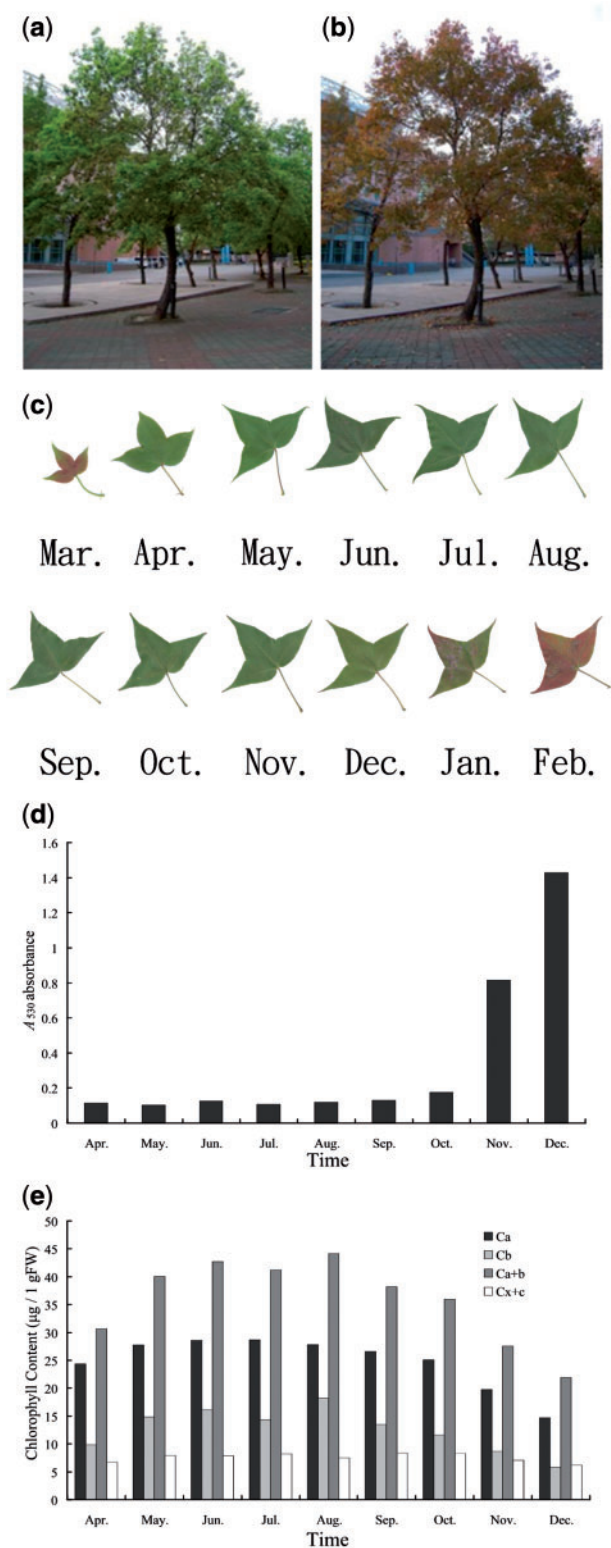 (a) (b)
(c)
Mar. Apr. May. Jun. Jul. Aug.
Sep. Oct. Nov. Dec. Jan. Feb.
(d)
1.6
1.4
1.2
1
0.8
0.6
0.4
0.2
0
A 530 absorbance
Apr. May. Jun. Jul. Aug. Sep. Oct. Nov. Dec.
Time
(e)
50
45
40
35
30
25
20
15
10
5
0
Chlorophyll Content (µg / 1 gFW)
Ca
Cb
Ca+b
Cx+c
Apr. May. Jun. Jul. Aug. Sep. Oct. Nov. Dec.
Time